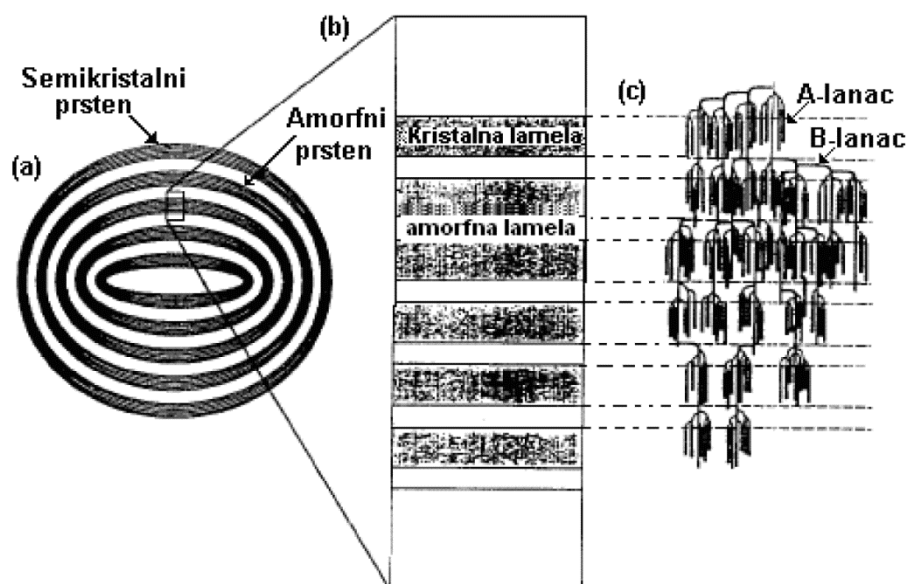 (b)
Semikristalni
prsten
(c)
A-lanac
Amorfni
prsten
Kristalna lamela
B-lanac
(a)
amorfna lamela